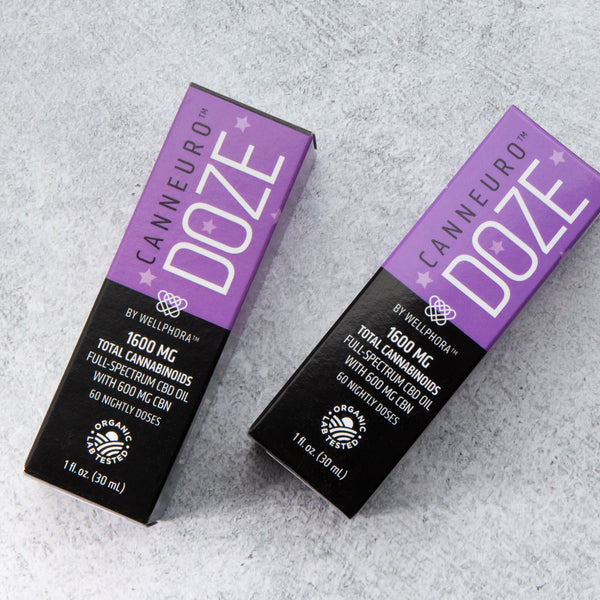 CANNEURO™
DOZE
BY WELLPHORA™
1600 MG
TOTAL CANNABINOIDS
FULL-SPECTRUM CBD OIL
WITH 600 MG CBN
60 NIGHTLY DOSES
ORGANIC
LAB TESTED
1 fl. oz. (30 mL)
CANNEURO™
DOZE
BY WELLPHORA™
1600 MG
TOTAL CANNABINOIDS
FULL-SPECTRUM CBD OIL
WITH 600 MG CBN
60 NIGHTLY DOSES
ORGANIC
LAB TESTED
1 fl. oz. (30 mL)